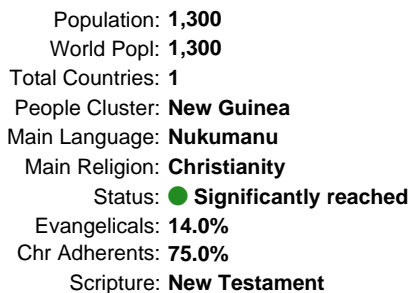 Population: 1,300
World Popl: 1,300
Total Countries: 1
People Cluster: New Guinea
Main Language: Nukumanu
Main Religion: Christianity
Status: Significantly reached
Evangelicals: 14.0%
Chr Adherents: 75.0%
Scripture: New Testament